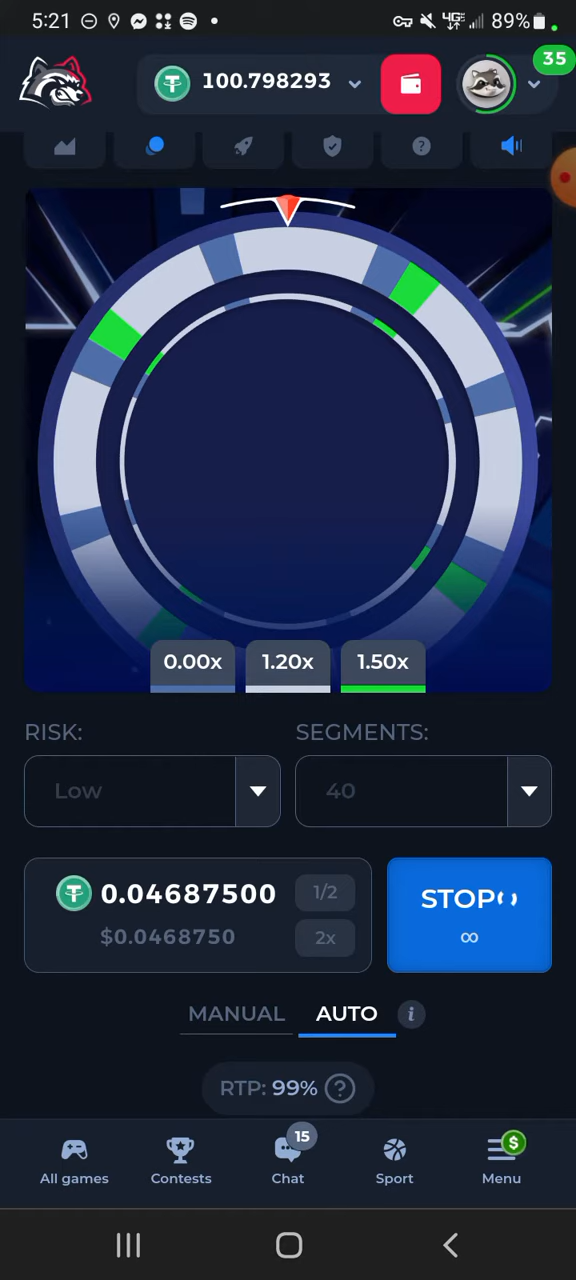 5:21 89%
100.798293
35
0.00x 1.20x 1.50x
RISK: SEGMENTS:
Low 40
0.04687500 1/2
$0.0468750 2x
STOP
∞
MANUAL AUTO i
RTP: 99% ?
15
All games Contests Chat Sport Menu